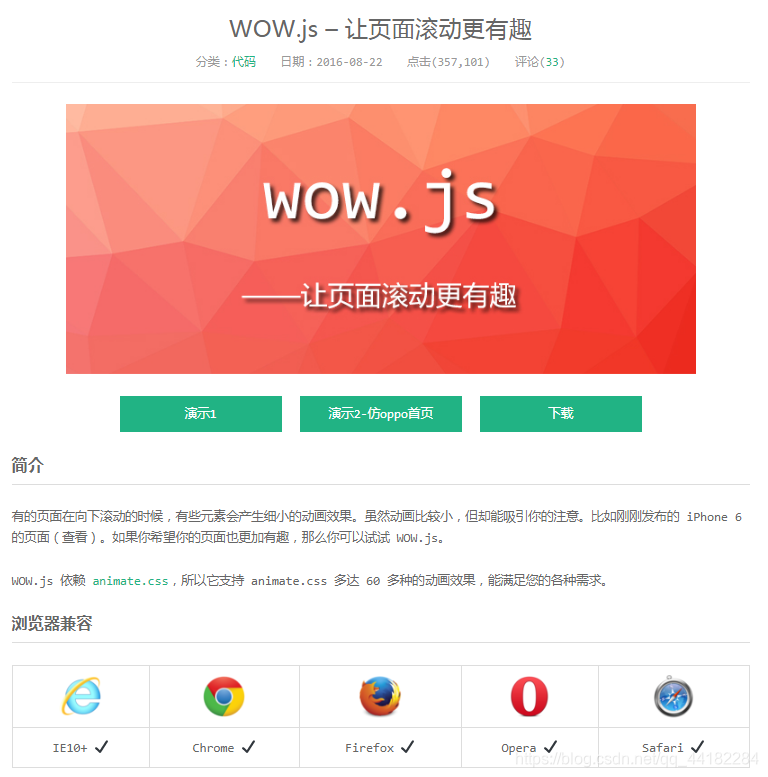 WOW.js – 让页面滚动更有趣
分类：代码 日期：2016-08-22 点击(357,101) 评论(33)
wow.js
——让页面滚动更有趣
演示1 演示2-仿oppo首页 下载
简介
有的页面在向下滚动的时候，有些元素会产生细小的动画效果。虽然动画比较小，但却能吸引你的注意。比如刚刚发布的 iPhone 6
的页面（查看）。如果你希望你的页面也更加有趣，那么你可以试试 WOW.js。
WOW.js 依赖 animate.css，所以它支持 animate.css 多达 60 多种的动画效果，能满足您的各种需求。
浏览器兼容
IE10+ ✔ Chrome ✔ Firefox ✔ Opera ✔ Safari ✔
https://blog.csdn.net/qq_44182284